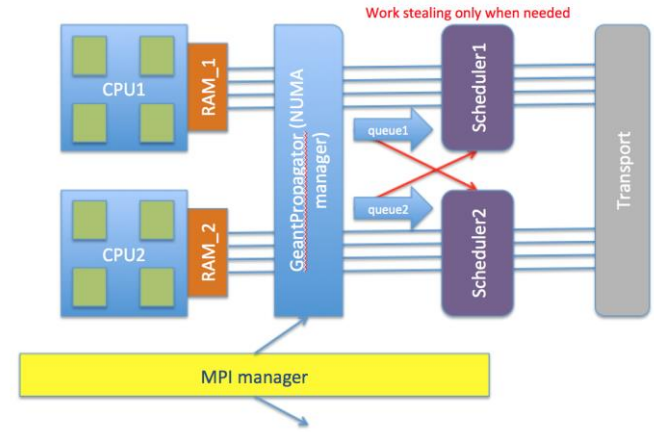 Work stealing only when needed
CPU1
RAM_1
GeantPropagator (NUMA
manager)
queue1
Scheduler1
Transport
CPU2
RAM_2
queue2
Scheduler2
MPI manager